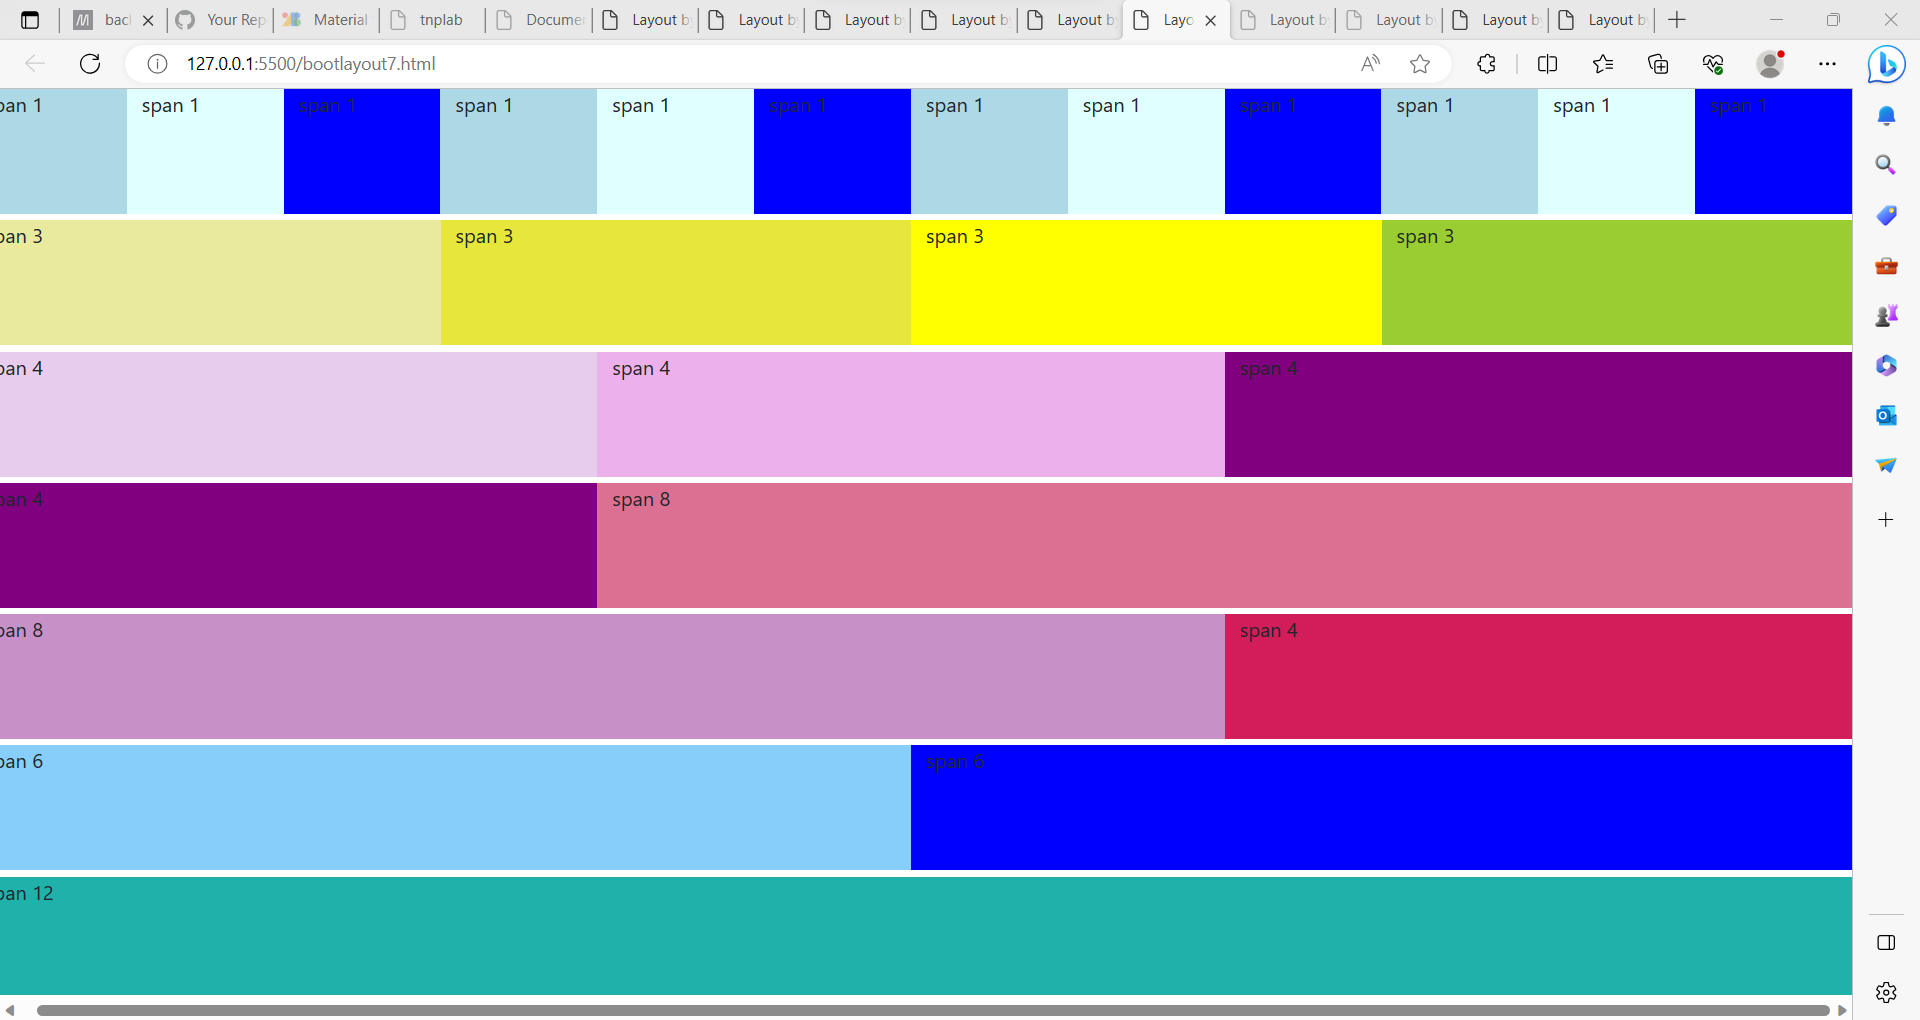 bacl Your Rep Material tnplab Docume Layout b Layout b Layout b Layout b Layout b Layo Layout b Layout b Layout b Layout b
127.0.0.1:5500/bootlayout7.html
pan 1 span 1 span 1 span 1 span 1 span 1 span 1 span 1 span 1 span 1 span 1 span 1
pan 3 span 3 span 3 span 3
pan 4 span 4 span 4
pan 4 span 8
pan 8 span 4
pan 6 span 6
pan 12